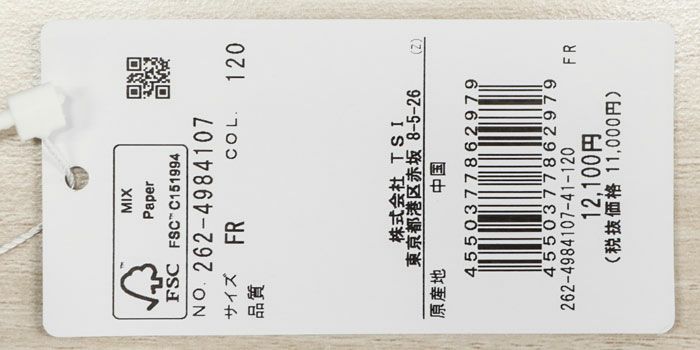 MIX
Paper
FSC™ C151994
FSC
NO. 262-4984107
サイズ FR COL. 120
品質
株式会社 TSI
東京都港区赤坂 8-5-26
(Z)
原産地 中国
4550377862979
4550377862979
262-4984107-41-120
FR
12,100円
(税抜価格 11,000円)